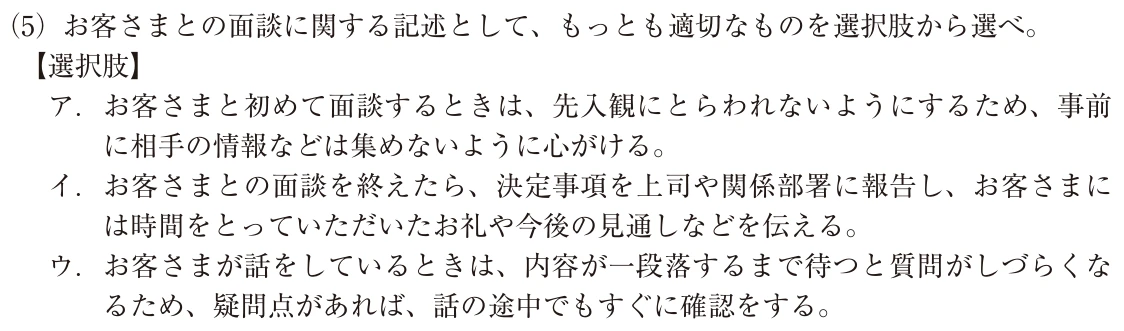 (5) お客さまとの面談に関する記述として、もっとも適切なものを選択肢から選べ。
【選択肢】
ア．お客さまと初めて面談するときは、先入観にとらわれないようにするため、事前
に相手の情報などは集めないように心がける。
イ．お客さまとの面談を終えたら、決定事項を上司や関係部署に報告し、お客さまに
は時間をとっていただいたお礼や今後の見通しなどを伝える。
ウ．お客さまが話をしているときは、内容が一段落するまで待つと質問がしづらくな
るため、疑問点があれば、話の途中でもすぐに確認をする。